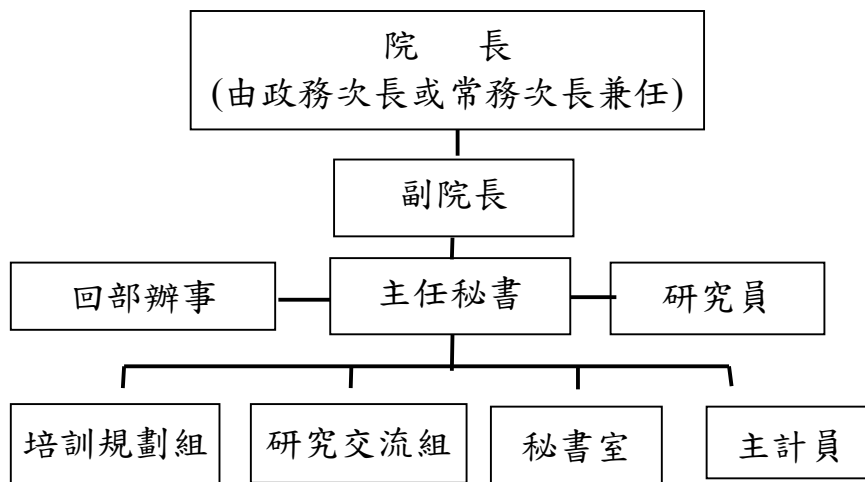 院 長
(由政務次長或常務次長兼任)
副院長
回部辦事
主任秘書
研究員
培訓規劃組
研究交流組
秘書室
主計員